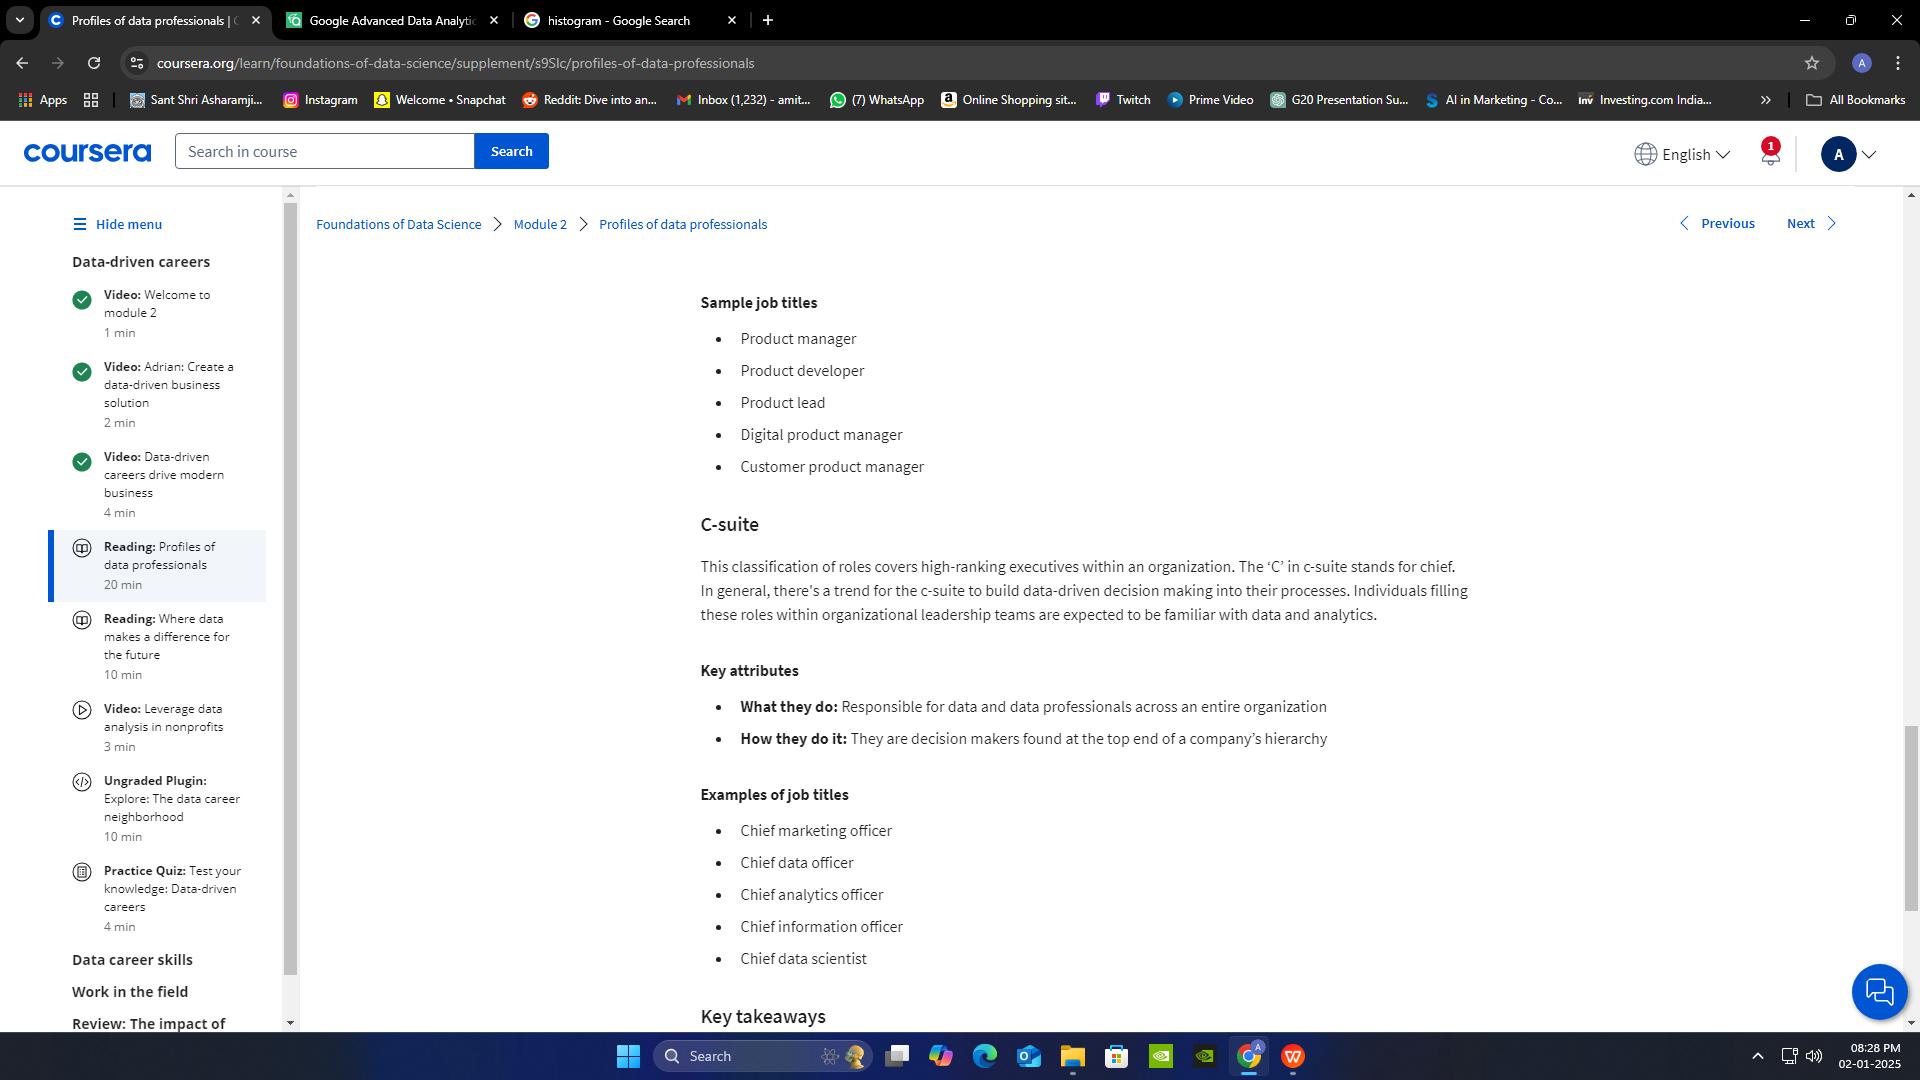 Profiles of data professionals | C
Google Advanced Data Analytic
histogram - Google Search
coursera.org/learn/foundations-of-data-science/supplement/s9Slc/profiles-of-data-professionals
A
Apps
Sant Shri Asharamji...
Instagram
Welcome • Snapchat
Reddit: Dive into an...
Inbox (1,232) - amit...
(7) WhatsApp
Online Shopping sit...
Twitch
Prime Video
G20 Presentation Su...
AI in Marketing - Co...
Investing.com India...
All Bookmarks
coursera
Search in course
Search
English
1
A
Hide menu
Foundations of Data Science
Module 2
Profiles of data professionals
Previous
Next
Data-driven careers
Video: Welcome to
module 2
1 min
Video: Adrian: Create a
data-driven business
solution
2 min
Video: Data-driven
careers drive modern
business
4 min
Reading: Profiles of
data professionals
20 min
Reading: Where data
makes a difference for
the future
10 min
Video: Leverage data
analysis in nonprofits
3 min
Ungraded Plugin:
Explore: The data career
neighborhood
10 min
Practice Quiz: Test your
knowledge: Data-driven
careers
4 min
Data career skills
Work in the field
Review: The impact of
Sample job titles
• Product manager
• Product developer
• Product lead
• Digital product manager
• Customer product manager
C-suite
This classification of roles covers high-ranking executives within an organization. The ‘C’ in c-suite stands for chief.
In general, there's a trend for the c-suite to build data-driven decision making into their processes. Individuals filling
these roles within organizational leadership teams are expected to be familiar with data and analytics.
Key attributes
• What they do: Responsible for data and data professionals across an entire organization
• How they do it: They are decision makers found at the top end of a company’s hierarchy
Examples of job titles
• Chief marketing officer
• Chief data officer
• Chief analytics officer
• Chief information officer
• Chief data scientist
Key takeaways
Search
08:28 PM
02-01-2025